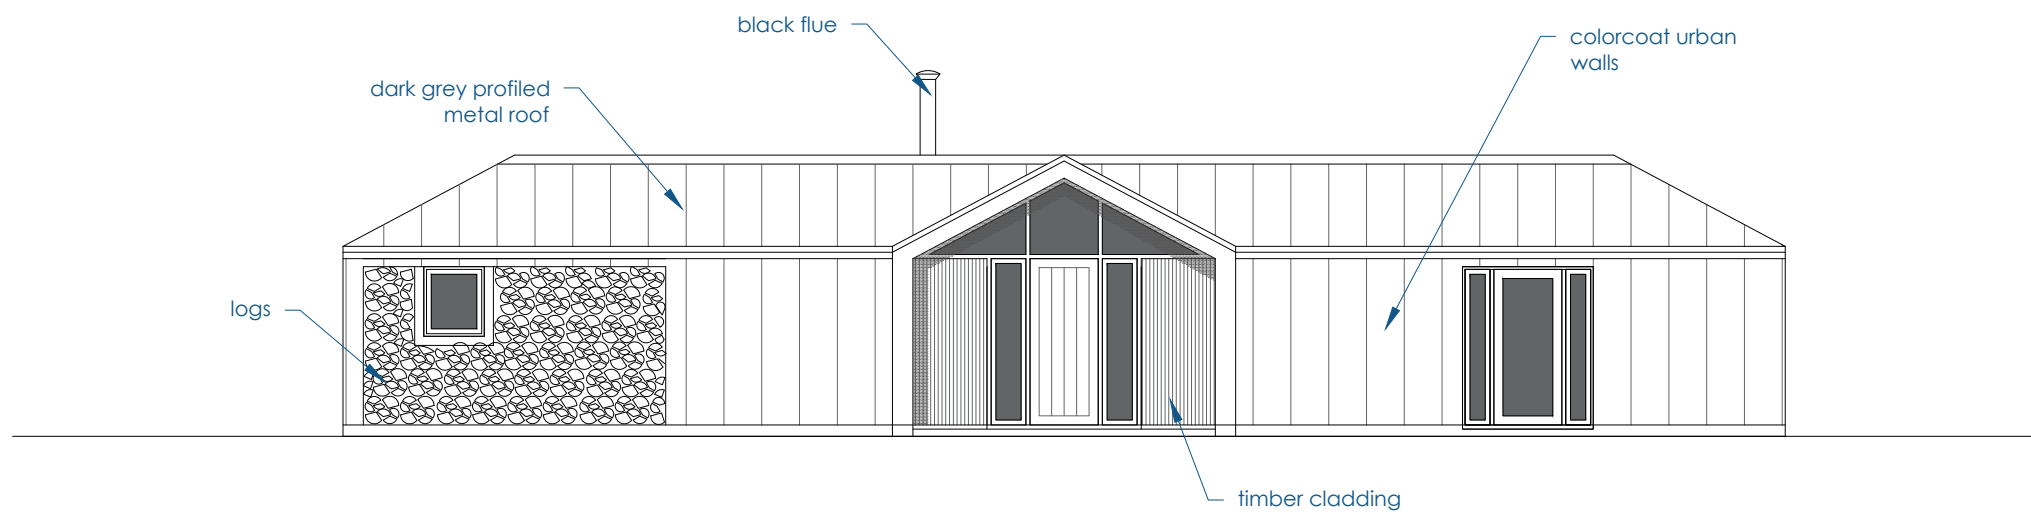 black flue
colorcoat urban
walls
dark grey profiled
metal roof
logs
timber cladding